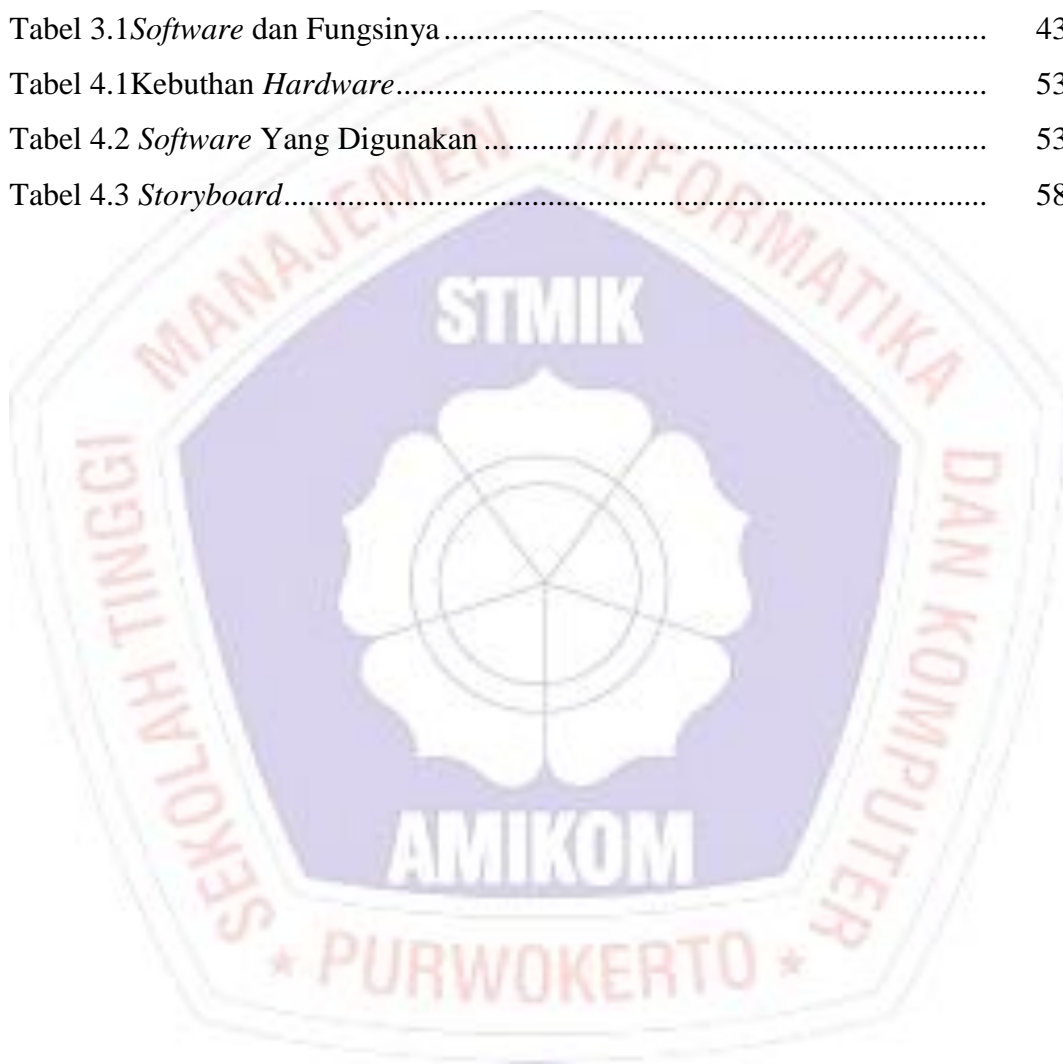 Tabel 3.1Software dan Fungsinya........................................................................ 43
Tabel 4.1Kebuthan Hardware.............................................................................. 53
Tabel 4.2 Software Yang Digunakan................................................................... 53
Tabel 4.3 Storyboard............................................................................................. 58
SEKOLAH TINGGI MANAJEMEN INFORMATIKA DAN KOMPUTER
STMIK
AMIKOM
* PURWOKERTO *